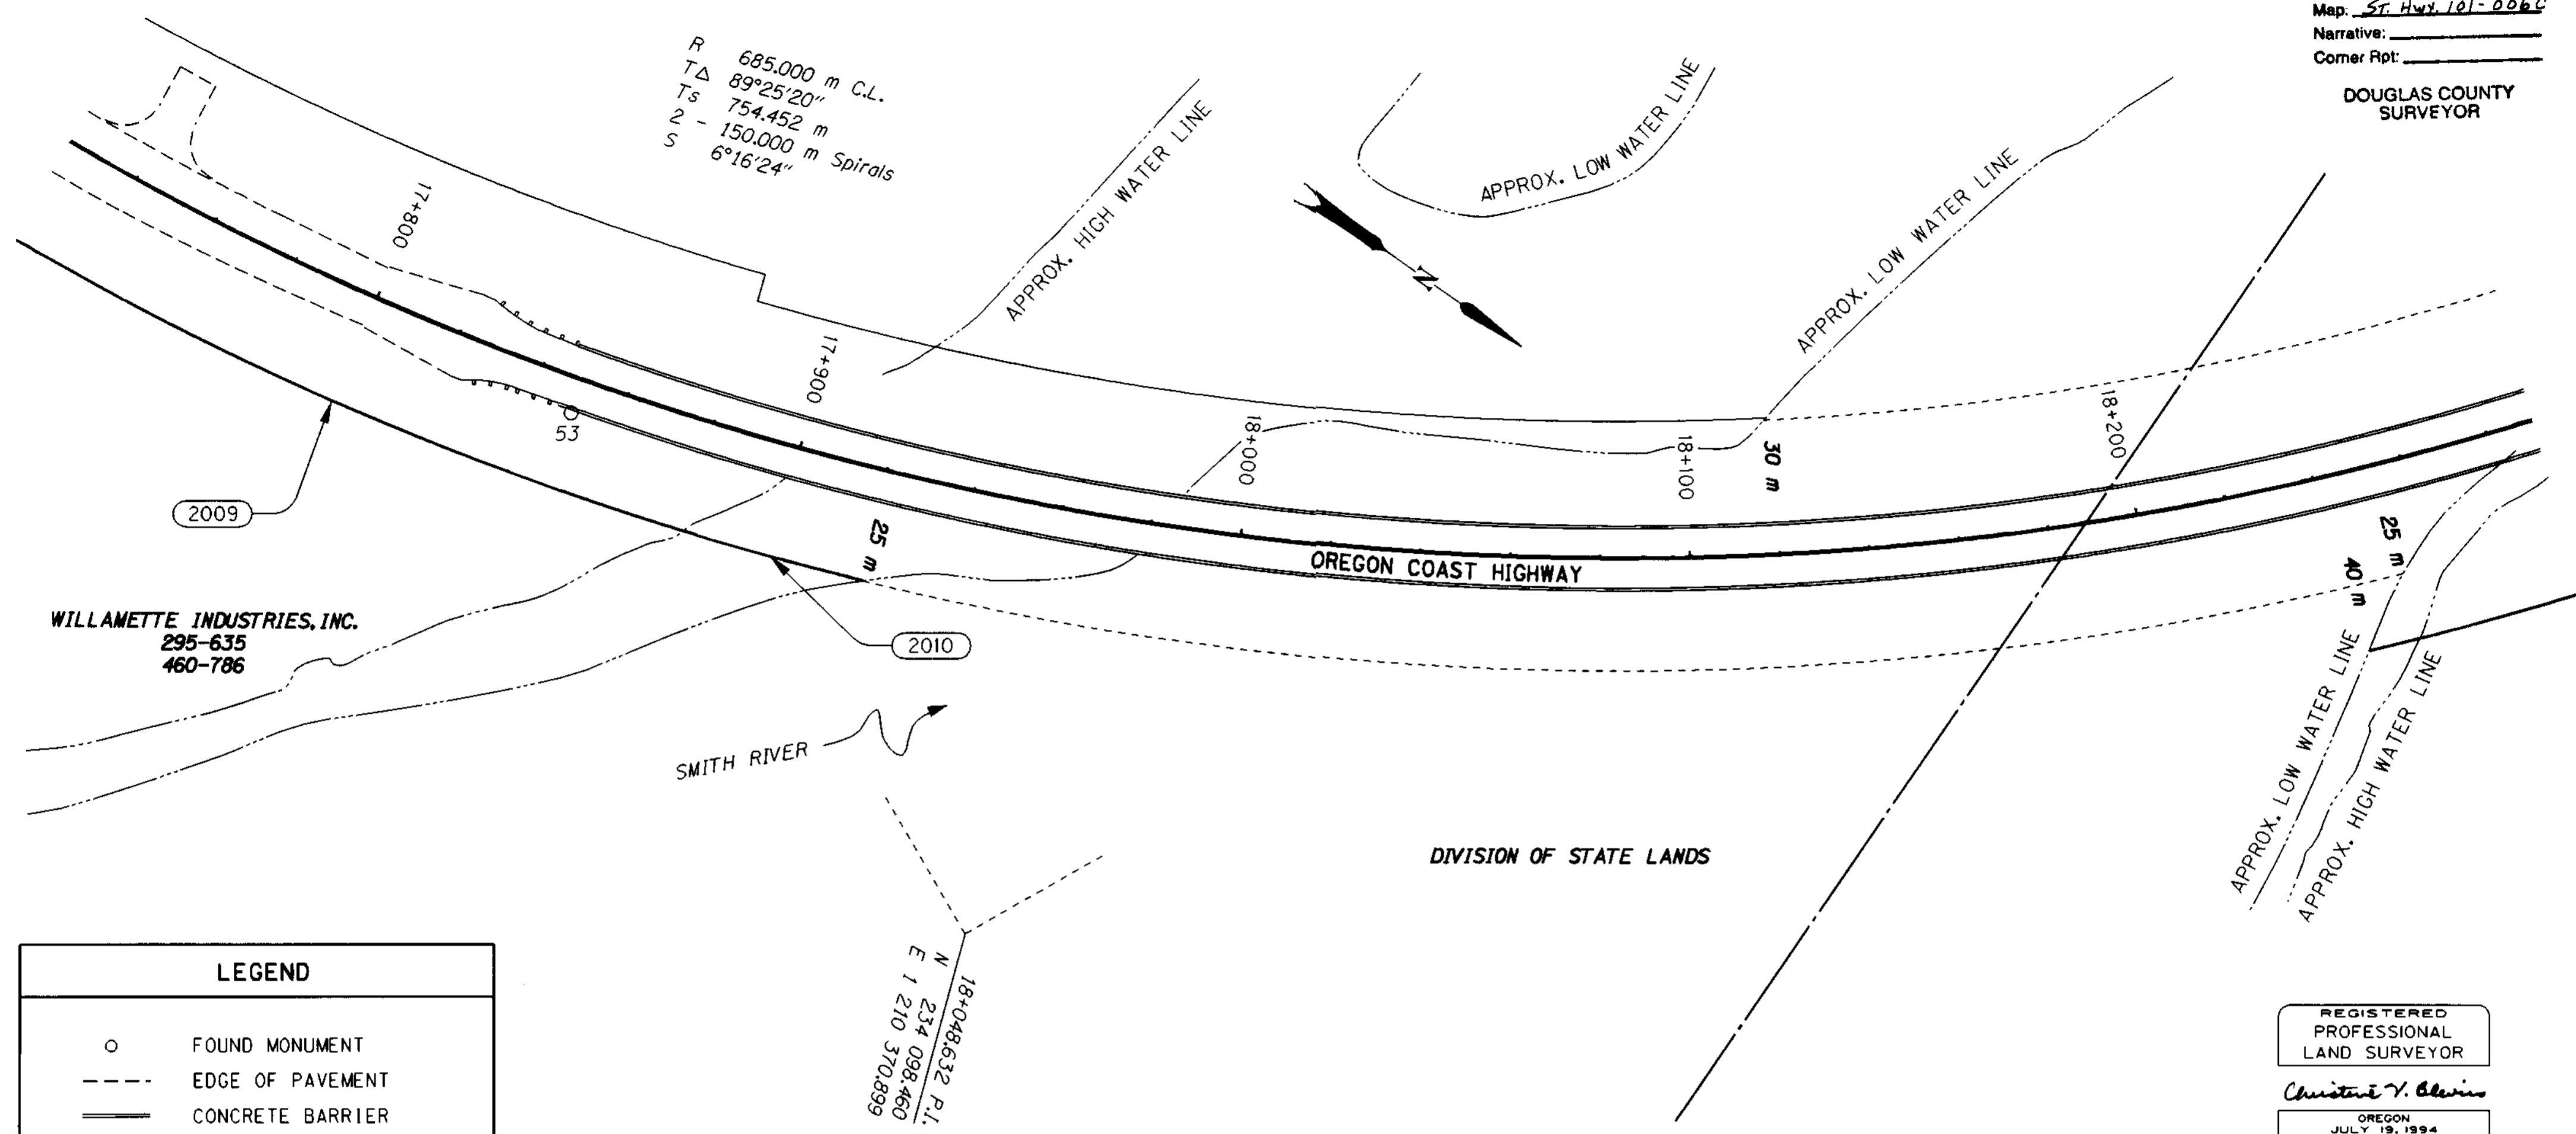 Map: ST. HWY. 101-006C
Narrative:
Corner Rpt:
DOUGLAS COUNTY
SURVEYOR
R 685.000 m C.L.
T△ 89°25'20"
Ts 754.452 m
2 - 150.000 m Spirals
S 6°16'24"
APPROX. HIGH WATER LINE
APPROX. LOW WATER LINE
APPROX. LOW WATER LINE
N
17+800
17+900
18+000
18+100
18+200
30 m
53
2009
25 m
OREGON COAST HIGHWAY
25 m
40 m
WILLAMETTE INDUSTRIES, INC.
295-635
460-786
2010
SMITH RIVER
APPROX. LOW WATER LINE
APPROX. HIGH WATER LINE
DIVISION OF STATE LANDS
18+048.632 P.I.
N 234 098.460
E 1 210 370.899
LEGEND
FOUND MONUMENT
EDGE OF PAVEMENT
CONCRETE BARRIER
REGISTERED
PROFESSIONAL
LAND SURVEYOR
Christine V. Blevins
OREGON
JULY 19, 1994